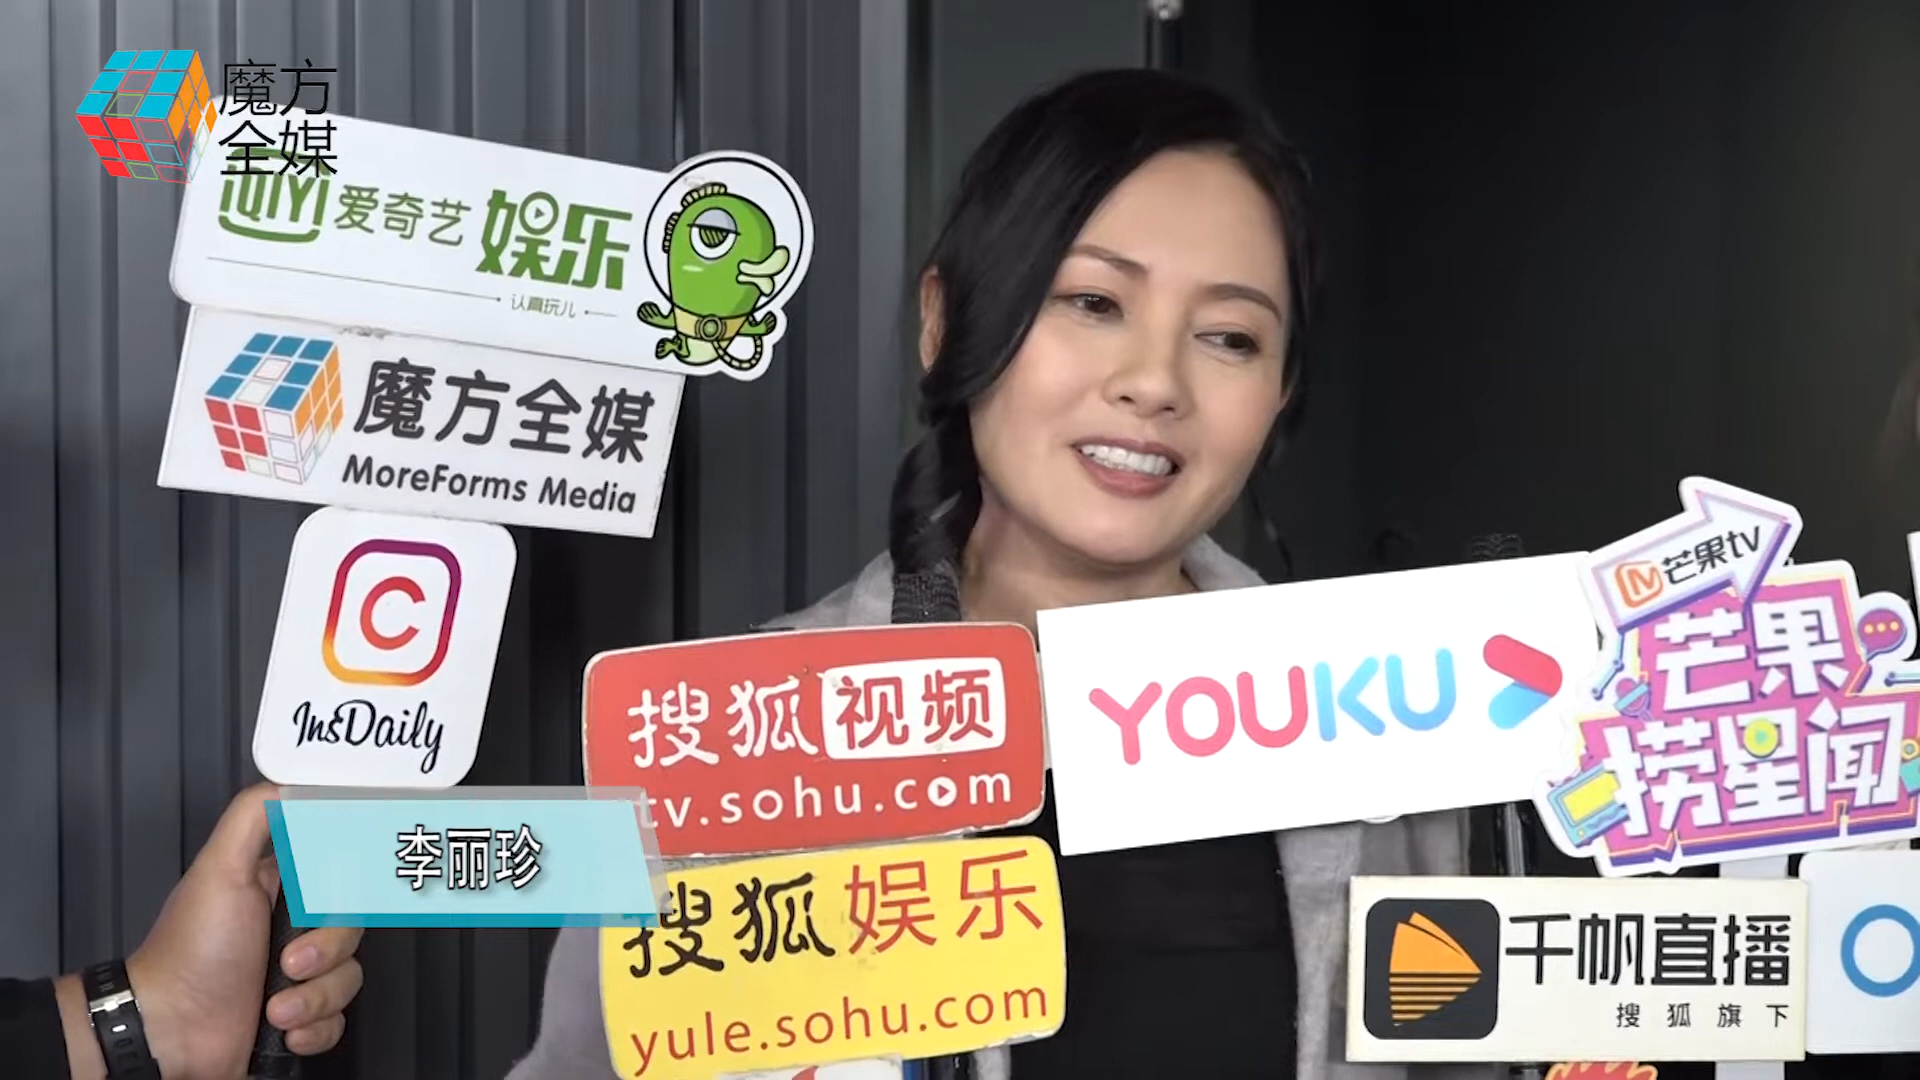 魔方
全媒
iQIYI 爱奇艺 娱乐
认真玩儿
魔方全媒
MoreForms Media
C
InsDaily
李丽珍
搜狐视频
tv.sohu.com
搜狐娱乐
yule.sohu.com
YOUKU
芒果tv
芒果
捞星闻
千帆直播
搜狐旗下